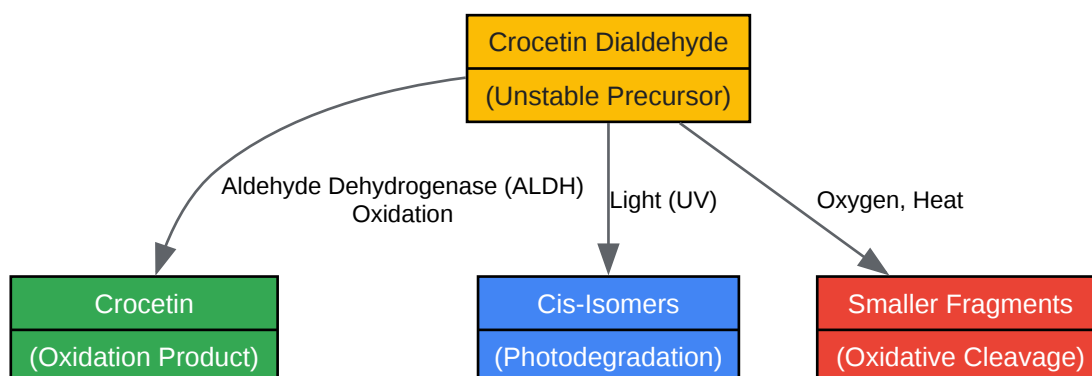 Crocetin Dialdehyde
(Unstable Precursor)
Aldehyde Dehydrogenase (ALDH)
Oxidation
Light (UV)
Oxygen, Heat
Crocetin
(Oxidation Product)
Cis-Isomers
(Photodegradation)
Smaller Fragments
(Oxidative Cleavage)